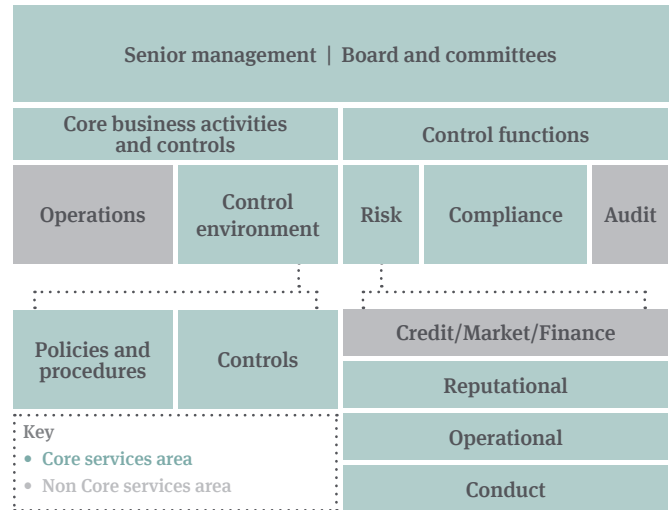 Senior management | Board and committees
Core business activities
and controls
Control functions
Operations
Control
environment
Risk
Compliance
Audit
Policies and
procedures
Controls
Credit/Market/Finance
Reputational
Operational
Conduct
Key
• Core services area
• Non Core services area